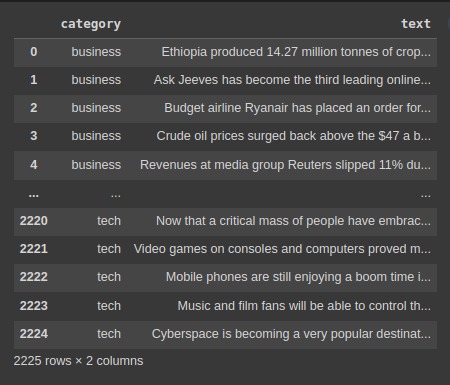 category text
0 business Ethiopia produced 14.27 million tonnes of crop...
1 business Ask Jeeves has become the third leading online...
2 business Budget airline Ryanair has placed an order for...
3 business Crude oil prices surged back above the $47 a b...
4 business Revenues at media group Reuters slipped 11% du...
... ... ...
2220 tech Now that a critical mass of people have embrac...
2221 tech Video games on consoles and computers proved m...
2222 tech Mobile phones are still enjoying a boom time i...
2223 tech Music and film fans will be able to control th...
2224 tech Cyberspace is becoming a very popular destinat...
2225 rows × 2 columns